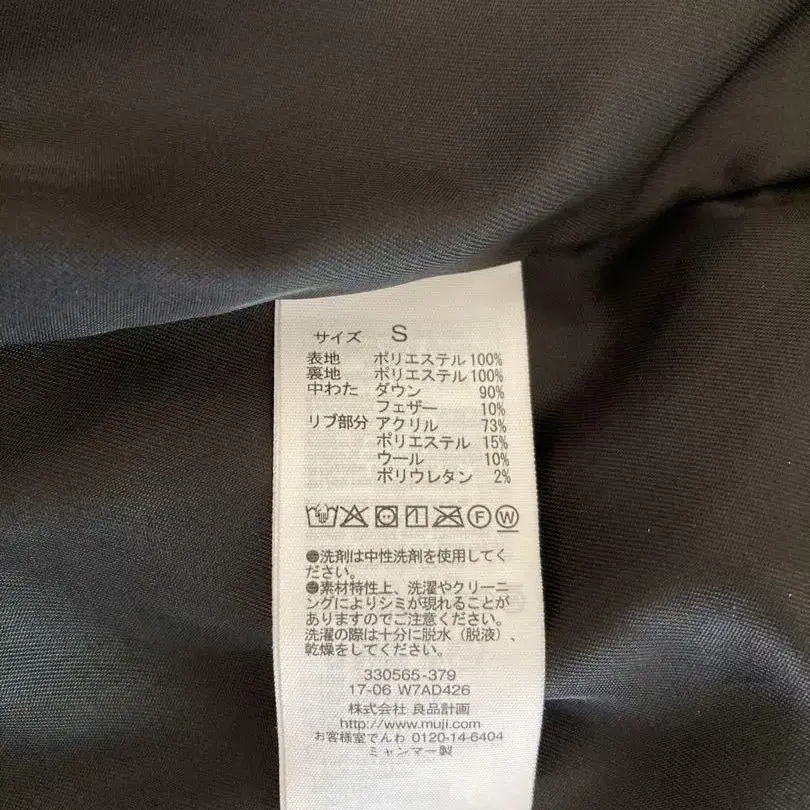 サイズ S
表地 ポリエステル 100%
裏地 ポリエステル 100%
中わた ダウン 90%
フェザー 10%
リブ部分 アクリル 73%
ポリエステル 15%
ウール 10%
ポリウレタン 2%
F W
●洗剤は中性洗剤を使用してく
ださい。
●素材特性上、洗濯やクリーニ
ングによりシミが現れることが
ありますのでご注意ください。
洗濯の際は十分に脱水（脱液）、
乾燥をしてください。
330565-379
17-06 W7AD426
株式会社 良品計画
http://www.muji.com/
お客様室でんわ 0120-14-6404
ミャンマー製